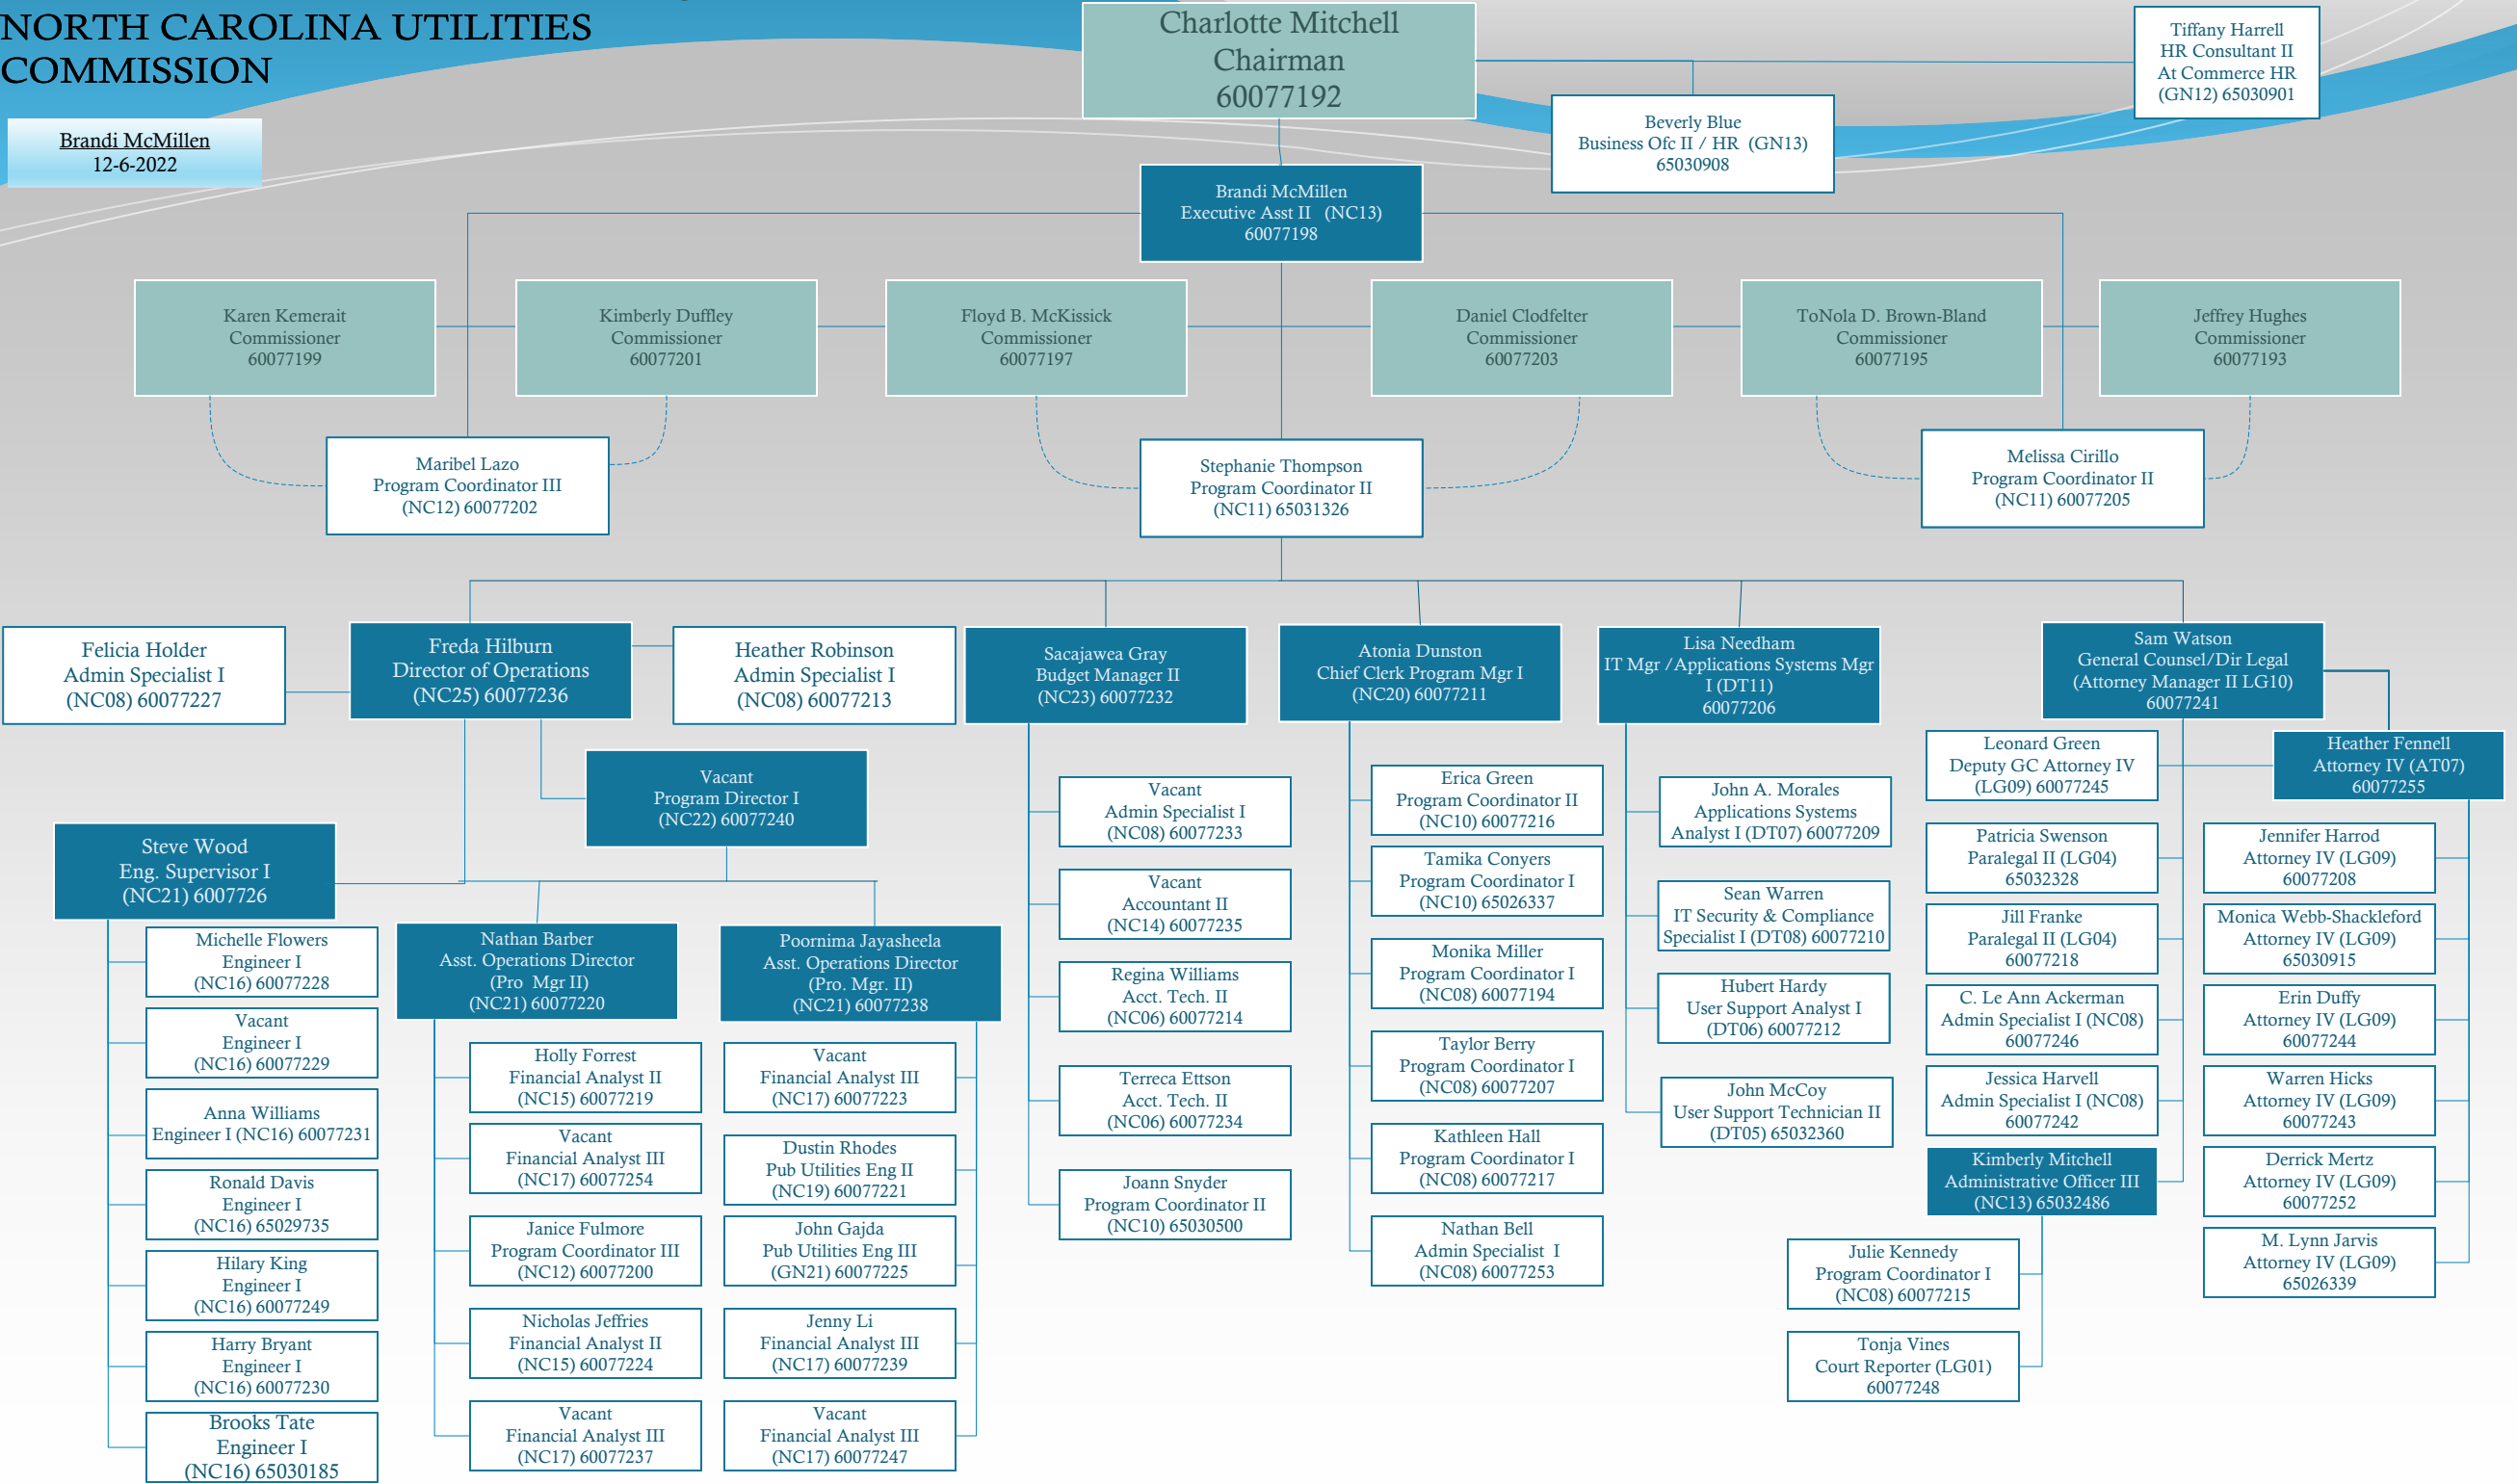 NORTH CAROLINA UTILITIES
COMMISSION
Brandi McMillen
12-6-2022
Charlotte Mitchell
Chairman
60077192
Tiffany Harrell
HR Consultant II
At Commerce HR
(GN12) 65030901
Beverly Blue
Business Ofc II / HR (GN13)
65030908
Brandi McMillen
Executive Asst II (NC13)
60077198
Karen Kemerait
Commissioner
60077199
Kimberly Duffley
Commissioner
60077201
Floyd B. McKissick
Commissioner
60077197
Daniel Clodfelter
Commissioner
60077203
ToNola D. Brown-Bland
Commissioner
60077195
Jeffrey Hughes
Commissioner
60077193
Maribel Lazo
Program Coordinator III
(NC12) 60077202
Stephanie Thompson
Program Coordinator II
(NC11) 65031326
Melissa Cirillo
Program Coordinator II
(NC11) 60077205
Felicia Holder
Admin Specialist I
(NC08) 60077227
Freda Hilburn
Director of Operations
(NC25) 60077236
Heather Robinson
Admin Specialist I
(NC08) 60077213
Sacajawea Gray
Budget Manager II
(NC23) 60077232
Atonia Dunston
Chief Clerk Program Mgr I
(NC20) 60077211
Lisa Needham
IT Mgr /Applications Systems Mgr
I (DT11)
60077206
Sam Watson
General Counsel/Dir Legal
(Attorney Manager II LG10)
60077241
Vacant
Program Director I
(NC22) 60077240
Steve Wood
Eng. Supervisor I
(NC21) 6007726
Michelle Flowers
Engineer I
(NC16) 60077228
Vacant
Engineer I
(NC16) 60077229
Anna Williams
Engineer I (NC16) 60077231
Ronald Davis
Engineer I
(NC16) 65029735
Hilary King
Engineer I
(NC16) 60077249
Harry Bryant
Engineer I
(NC16) 60077230
Brooks Tate
Engineer I
(NC16) 65030185
Nathan Barber
Asst. Operations Director
(Pro Mgr II)
(NC21) 60077220
Holly Forrest
Financial Analyst II
(NC15) 60077219
Vacant
Financial Analyst III
(NC17) 60077254
Janice Fulmore
Program Coordinator III
(NC12) 60077200
Nicholas Jeffries
Financial Analyst II
(NC15) 60077224
Vacant
Financial Analyst III
(NC17) 60077237
Poornima Jayasheela
Asst. Operations Director
(Pro. Mgr. II)
(NC21) 60077238
Vacant
Financial Analyst III
(NC17) 60077223
Dustin Rhodes
Pub Utilities Eng II
(NC19) 60077221
John Gajda
Pub Utilities Eng III
(GN21) 60077225
Jenny Li
Financial Analyst III
(NC17) 60077239
Vacant
Financial Analyst III
(NC17) 60077247
Vacant
Admin Specialist I
(NC08) 60077233
Vacant
Accountant II
(NC14) 60077235
Regina Williams
Acct. Tech. II
(NC06) 60077214
Terreca Ettson
Acct. Tech. II
(NC06) 60077234
Joann Snyder
Program Coordinator II
(NC10) 65030500
Erica Green
Program Coordinator II
(NC10) 60077216
Tamika Conyers
Program Coordinator I
(NC10) 65026337
Monika Miller
Program Coordinator I
(NC08) 60077194
Taylor Berry
Program Coordinator I
(NC08) 60077207
Kathleen Hall
Program Coordinator I
(NC08) 60077217
Nathan Bell
Admin Specialist I
(NC08) 60077253
John A. Morales
Applications Systems
Analyst I (DT07) 60077209
Sean Warren
IT Security & Compliance
Specialist I (DT08) 60077210
Hubert Hardy
User Support Analyst I
(DT06) 60077212
John McCoy
User Support Technician II
(DT05) 65032360
Leonard Green
Deputy GC Attorney IV
(LG09) 60077245
Patricia Swenson
Paralegal II (LG04)
65032328
Jill Franke
Paralegal II (LG04)
60077218
C. Le Ann Ackerman
Admin Specialist I (NC08)
60077246
Jessica Harvell
Admin Specialist I (NC08)
60077242
Kimberly Mitchell
Administrative Officer III
(NC13) 65032486
Julie Kennedy
Program Coordinator I
(NC08) 60077215
Tonja Vines
Court Reporter (LG01)
60077248
Heather Fennell
Attorney IV (AT07)
60077255
Jennifer Harrod
Attorney IV (LG09)
60077208
Monica Webb-Shackleford
Attorney IV (LG09)
65030915
Erin Duffy
Attorney IV (LG09)
60077244
Warren Hicks
Attorney IV (LG09)
60077243
Derrick Mertz
Attorney IV (LG09)
60077252
M. Lynn Jarvis
Attorney IV (LG09)
65026339